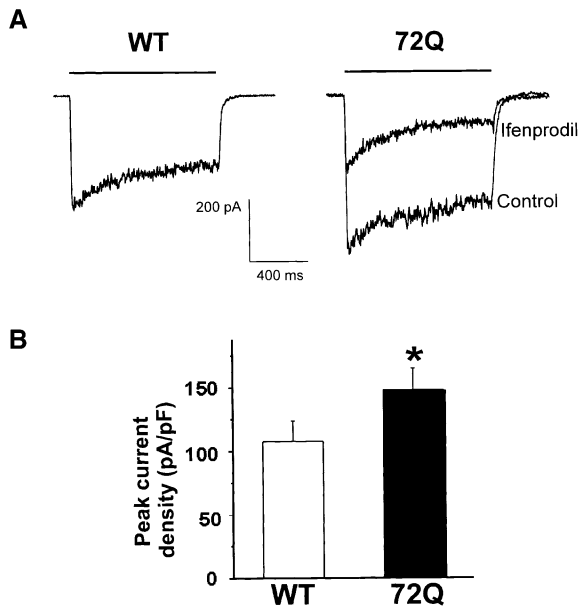 A
WT
72Q
Ifenprodil
Control
200 pA
400 ms
B
*
Peak current
density (pA/pF)
150
100
50
0
WT
72Q